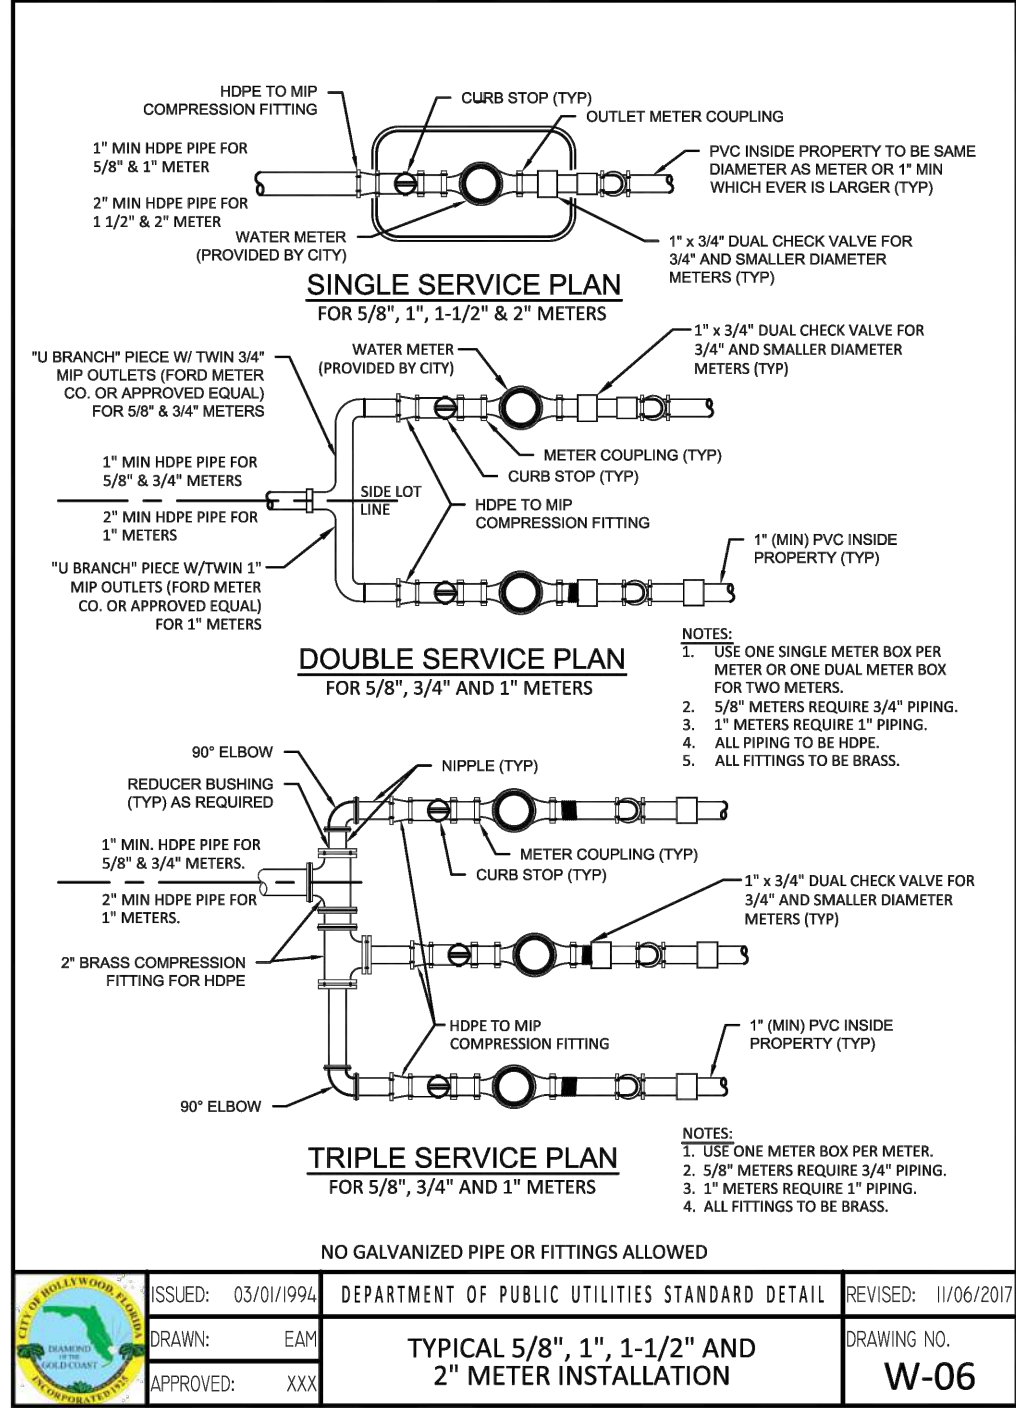 HDPE TO MIP
COMPRESSION FITTING
CURB STOP (TYP)
OUTLET METER COUPLING
1" MIN HDPE PIPE FOR
5/8" & 1" METER
PVC INSIDE PROPERTY TO BE SAME
DIAMETER AS METER OR 1" MIN
WHICH EVER IS LARGER (TYP)
2" MIN HDPE PIPE FOR
1 1/2" & 2" METER
WATER METER
(PROVIDED BY CITY)
1" x 3/4" DUAL CHECK VALVE FOR
3/4" AND SMALLER DIAMETER
METERS (TYP)
SINGLE SERVICE PLAN
FOR 5/8", 1", 1-1/2" & 2" METERS
"U BRANCH" PIECE W/ TWIN 3/4"
MIP OUTLETS (FORD METER
CO. OR APPROVED EQUAL)
FOR 5/8" & 3/4" METERS
WATER METER
(PROVIDED BY CITY)
1" x 3/4" DUAL CHECK VALVE FOR
3/4" AND SMALLER DIAMETER
METERS (TYP)
METER COUPLING (TYP)
CURB STOP (TYP)
1" MIN HDPE PIPE FOR
5/8" & 3/4" METERS
SIDE LOT
LINE
2" MIN HDPE PIPE FOR
1" METERS
HDPE TO MIP
COMPRESSION FITTING
"U BRANCH" PIECE W/TWIN 1"
MIP OUTLETS (FORD METER
CO. OR APPROVED EQUAL)
FOR 1" METERS
1" (MIN) PVC INSIDE
PROPERTY (TYP)
DOUBLE SERVICE PLAN
FOR 5/8", 3/4" AND 1" METERS
NOTES:
1. USE ONE SINGLE METER BOX PER
METER OR ONE DUAL METER BOX
FOR TWO METERS.
2. 5/8" METERS REQUIRE 3/4" PIPING.
3. 1" METERS REQUIRE 1" PIPING.
4. ALL PIPING TO BE HDPE.
5. ALL FITTINGS TO BE BRASS.
90° ELBOW
NIPPLE (TYP)
REDUCER BUSHING
(TYP) AS REQUIRED
1" MIN. HDPE PIPE FOR
5/8" & 3/4" METERS.
METER COUPLING (TYP)
CURB STOP (TYP)
2" MIN HDPE PIPE FOR
1" METERS.
1" x 3/4" DUAL CHECK VALVE FOR
3/4" AND SMALLER DIAMETER
METERS (TYP)
2" BRASS COMPRESSION
FITTING FOR HDPE
HDPE TO MIP
COMPRESSION FITTING
1" (MIN) PVC INSIDE
PROPERTY (TYP)
90° ELBOW
TRIPLE SERVICE PLAN
FOR 5/8", 3/4" AND 1" METERS
NOTES:
1. USE ONE METER BOX PER METER.
2. 5/8" METERS REQUIRE 3/4" PIPING.
3. 1" METERS REQUIRE 1" PIPING.
4. ALL FITTINGS TO BE BRASS.
NO GALVANIZED PIPE OR FITTINGS ALLOWED
CITY OF HOLLYWOOD, FLORIDA
DIAMOND
OF THE
GOLD COAST
INCORPORATED 1925
ISSUED: 03/01/1994
DRAWN: EAM
APPROVED: XXX
DEPARTMENT OF PUBLIC UTILITIES STANDARD DETAIL
TYPICAL 5/8", 1", 1-1/2" AND
2" METER INSTALLATION
REVISED: 11/06/2017
DRAWING NO.
W-06